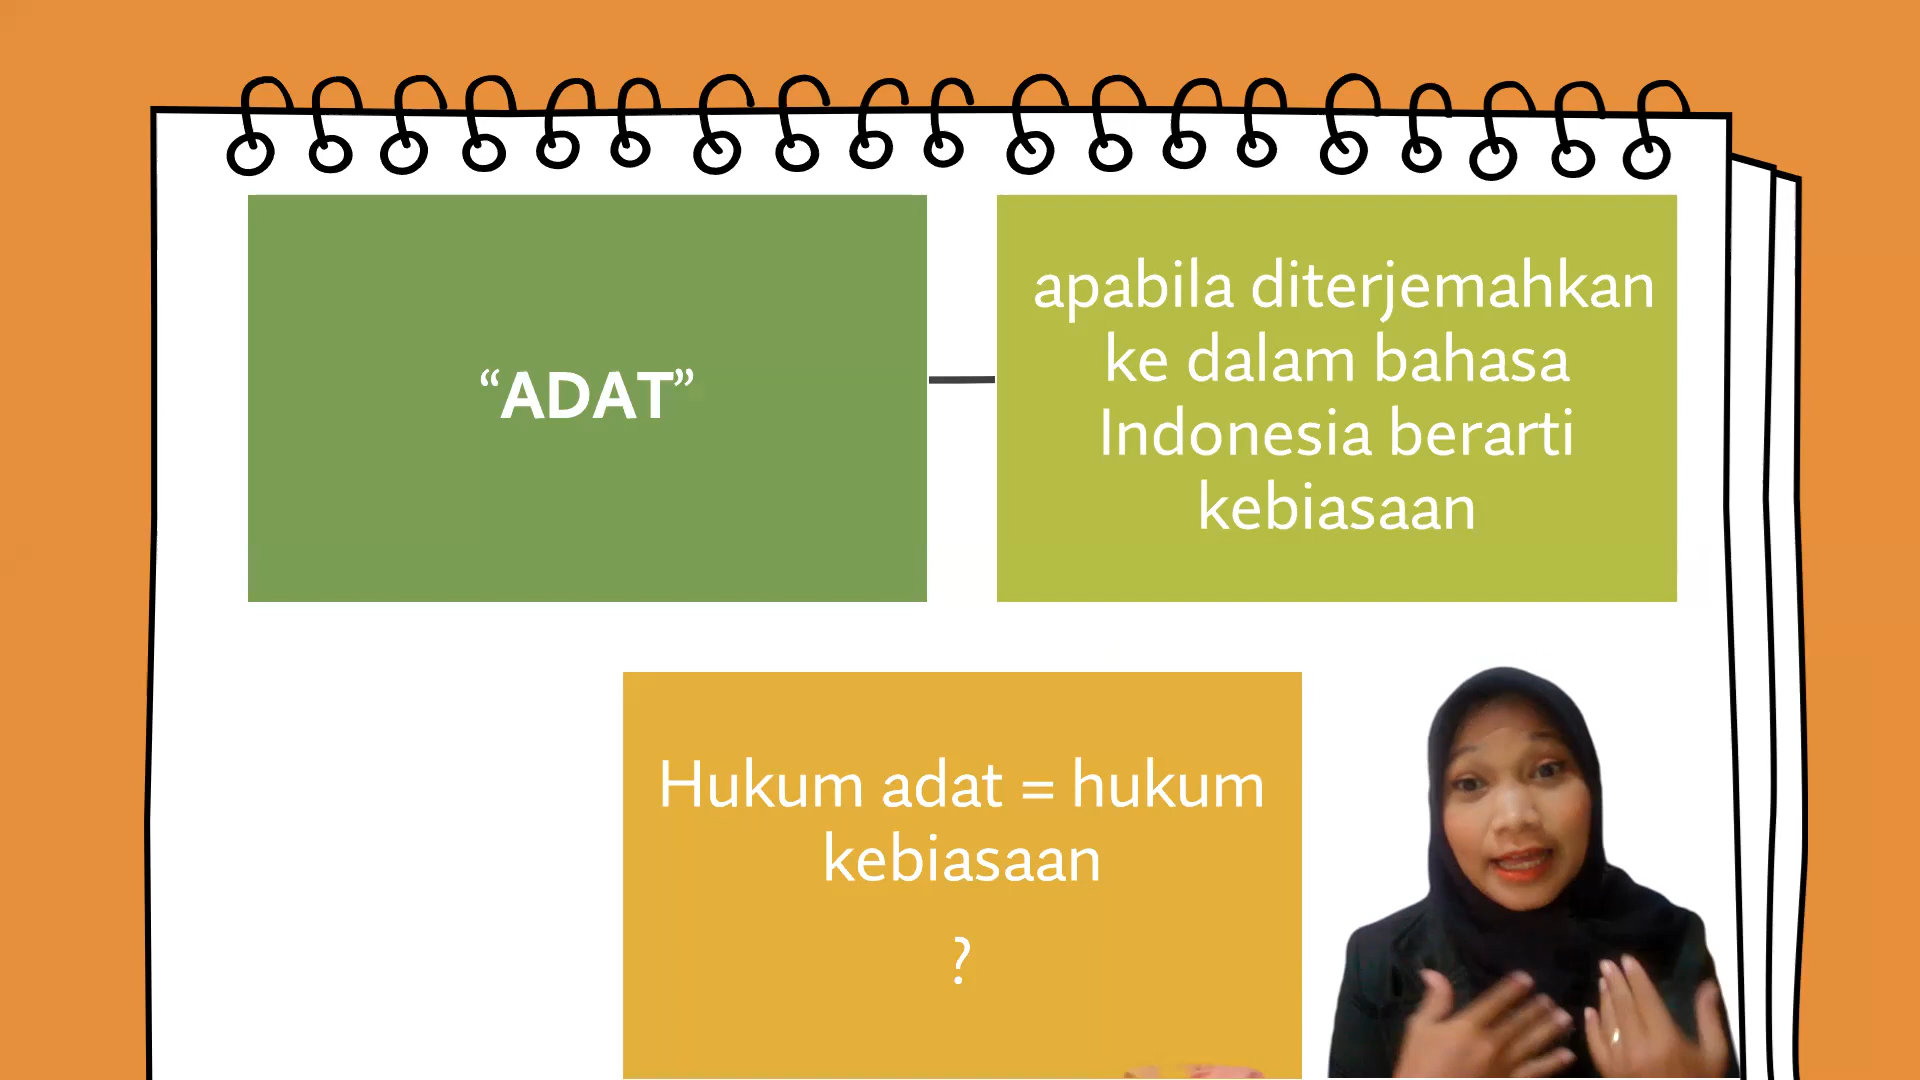 “ADAT”
apabila diterjemahkan
ke dalam bahasa
Indonesia berarti
kebiasaan
Hukum adat = hukum
kebiasaan
?